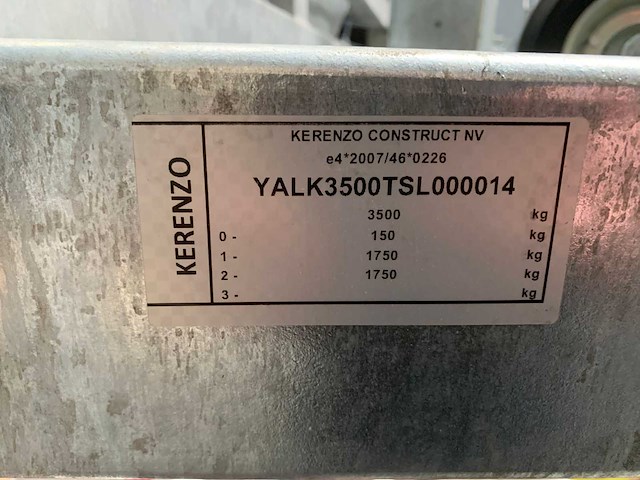 KERENZO
KERENZO CONSTRUCT NV
e4*2007/46*0226
YALK3500TSL000014
3500 kg
0 - 150 kg
1 - 1750 kg
2 - 1750 kg
3 - kg